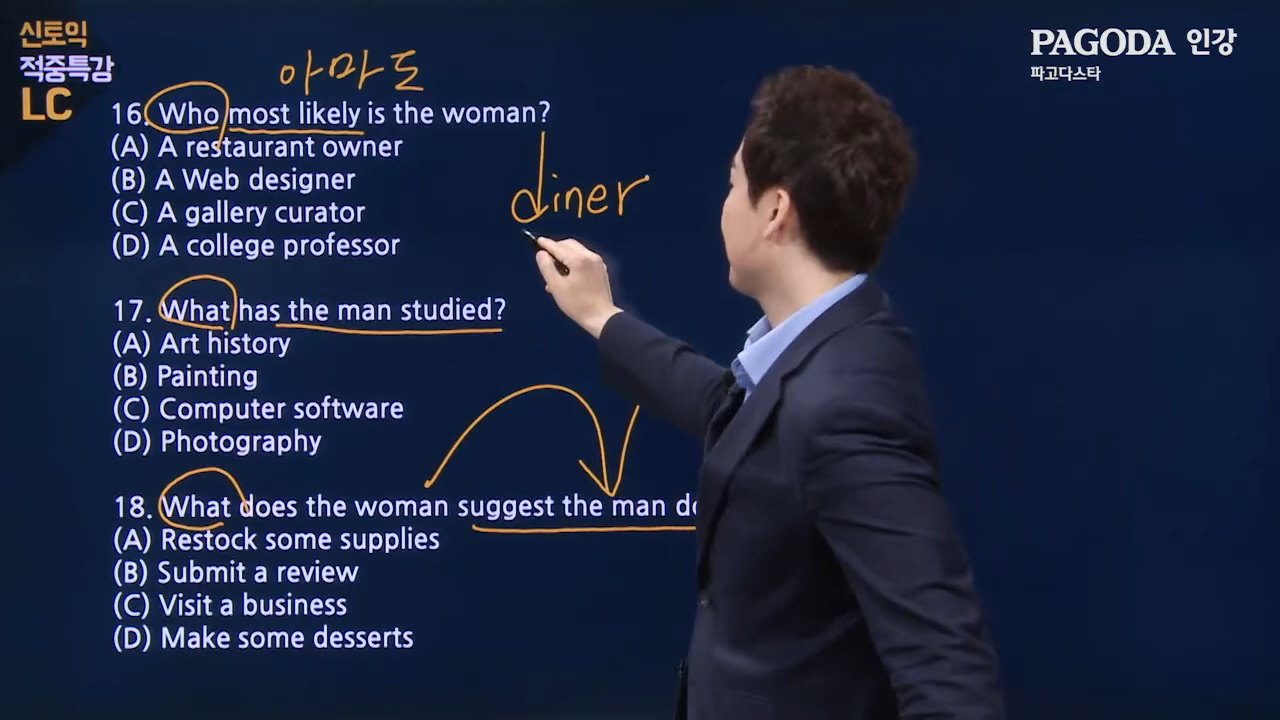 신토익
적중특강
LC
PAGODA 인강
파고다스타
아마도
16. Who most likely is the woman?
(A) A restaurant owner
(B) A Web designer
(C) A gallery curator
(D) A college professor
diner
17. What has the man studied?
(A) Art history
(B) Painting
(C) Computer software
(D) Photography
18. What does the woman suggest the man
(A) Restock some supplies
(B) Submit a review
(C) Visit a business
(D) Make some desserts